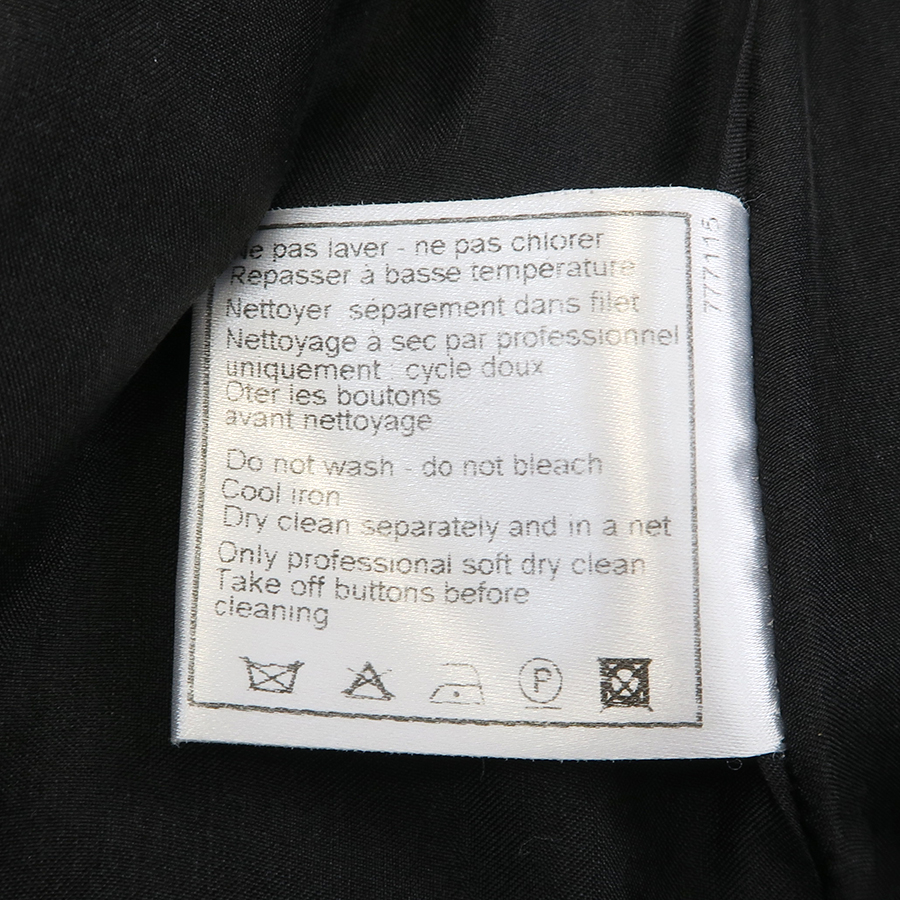 Ne pas laver - ne pas chlorer
Repasser à basse température
Nettoyer séparement dans filet
Nettoyage à sec par professionnel
uniquement : cycle doux
Oter les boutons
avant nettoyage
Do not wash - do not bleach
Cool iron
Dry clean separately and in a net
Only professional soft dry clean
Take off buttons before
cleaning
P
777115